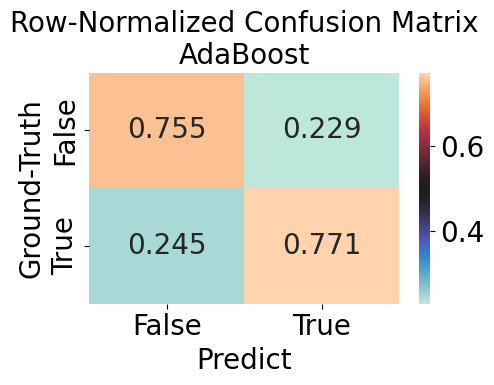 Row-Normalized Confusion Matrix
AdaBoost
Ground-Truth
False
0.755
0.229
True
0.245
0.771
False
True
Predict
0.6
0.4